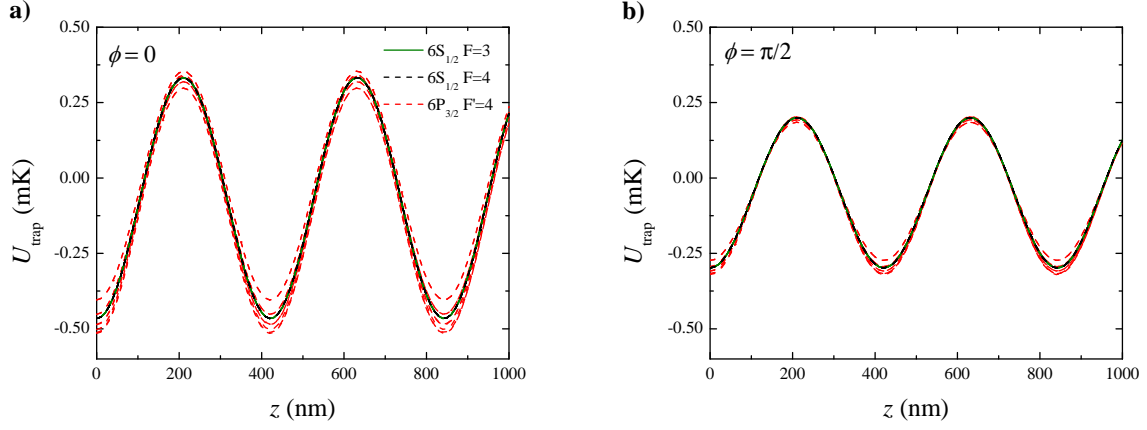 a)
ϕ = 0
6S1/2 F=3
6S1/2 F=4
6P3/2 F'=4
0.50
0.25
0.00
-0.25
-0.50
Utrap (mK)
0 200 400 600 800 1000
z (nm)
b)
ϕ = π/2
0.50
0.25
0.00
-0.25
-0.50
Utrap (mK)
0 200 400 600 800 1000
z (nm)